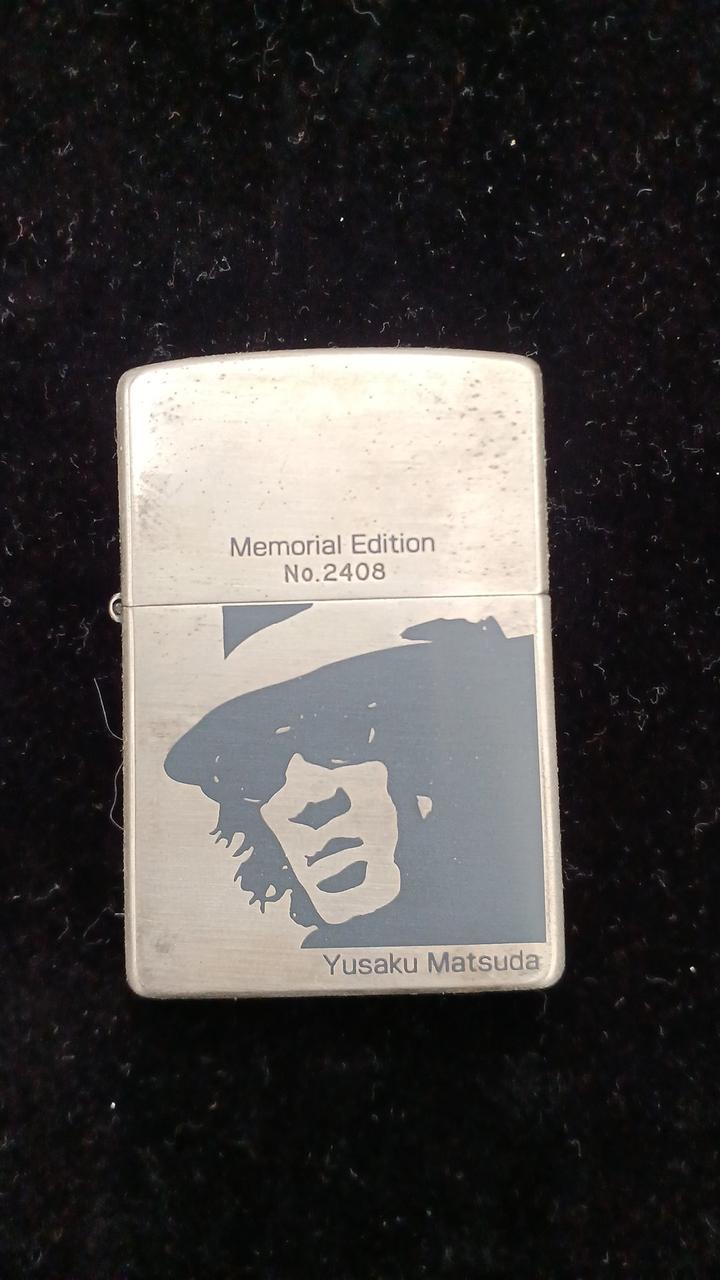 Memorial Edition
No.2408
Yusaku Matsuda